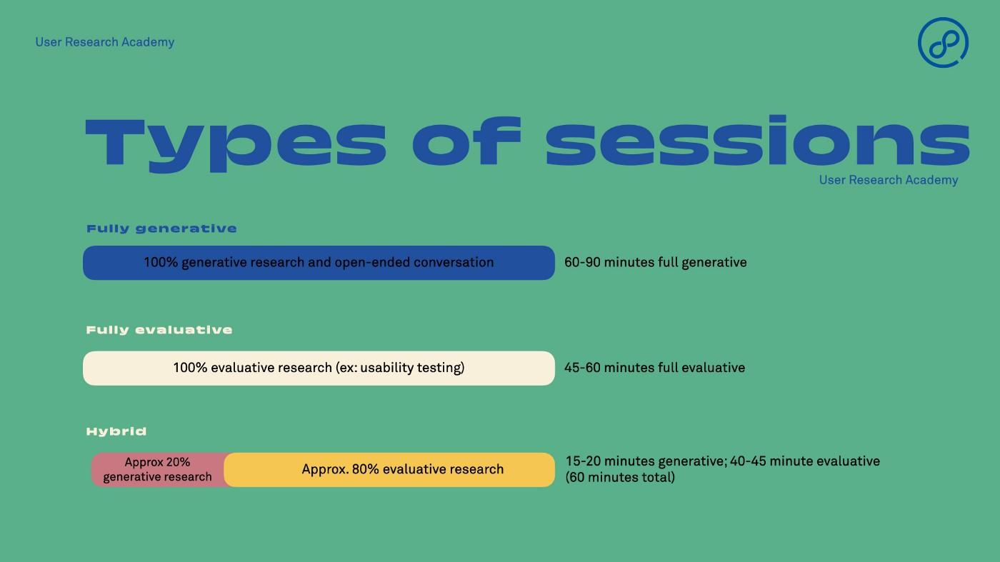 User Research Academy
Types of sessions
User Research Academy
Fully generative
100% generative research and open-ended conversation
60-90 minutes full generative
Fully evaluative
100% evaluative research (ex: usability testing)
45-60 minutes full evaluative
Hybrid
Approx 20%
generative research
Approx. 80% evaluative research
15-20 minutes generative; 40-45 minute evaluative
(60 minutes total)